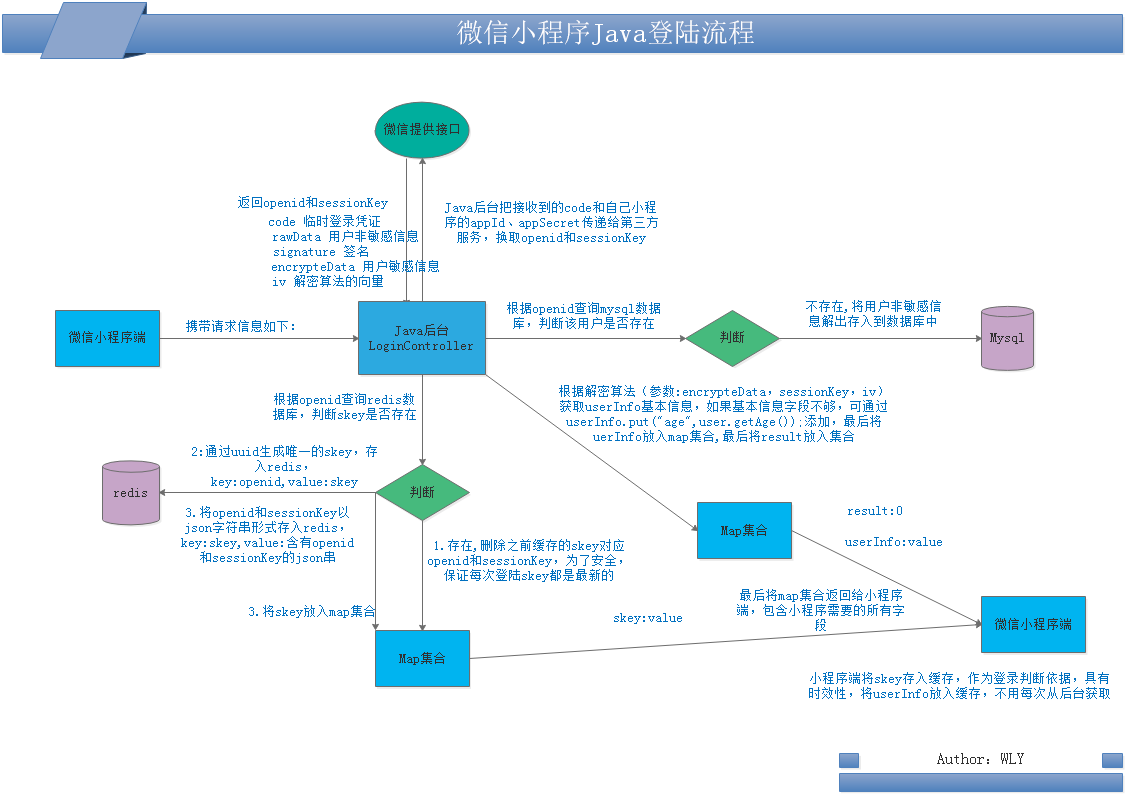 微信小程序Java登陆流程
微信提供接口
返回openid和sessionKey
code 临时登录凭证
rawData 用户非敏感信息
signature 签名
encrypteData 用户敏感信息
iv 解密算法的向量
Java后台把接收到的code和自己小程
序的appId、appSecret传递给第三方
服务，换取openid和sessionKey
微信小程序端
携带请求信息如下：
Java后台
LoginController
根据openid查询mysql数据
库，判断该用户是否存在
判断
不存在,将用户非敏感信
息解出存入到数据库中
Mysql
根据openid查询redis数
据库，判断skey是否存在
根据解密算法（参数:encrypteData，sessionKey，iv）
获取userInfo基本信息，如果基本信息字段不够，可通过
userInfo.put("age",user.getAge());添加，最后将
uerInfo放入map集合,最后将result放入集合
2:通过uuid生成唯一的skey，存
入redis，
key:openid,value:skey
redis
判断
3.将openid和sessionKey以
json字符串形式存入redis，
key:skey,value:含有openid
和sessionKey的json串
1.存在,删除之前缓存的skey对应
openid和sessionKey，为了安全，
保证每次登陆skey都是最新的
Map集合
result:0
userInfo:value
3.将skey放入map集合
Map集合
skey:value
最后将map集合返回给小程序
端，包含小程序需要的所有字
段
微信小程序端
小程序端将skey存入缓存，作为登录判断依据，具有
时效性，将userInfo放入缓存，不用每次从后台获取
Author：WLY